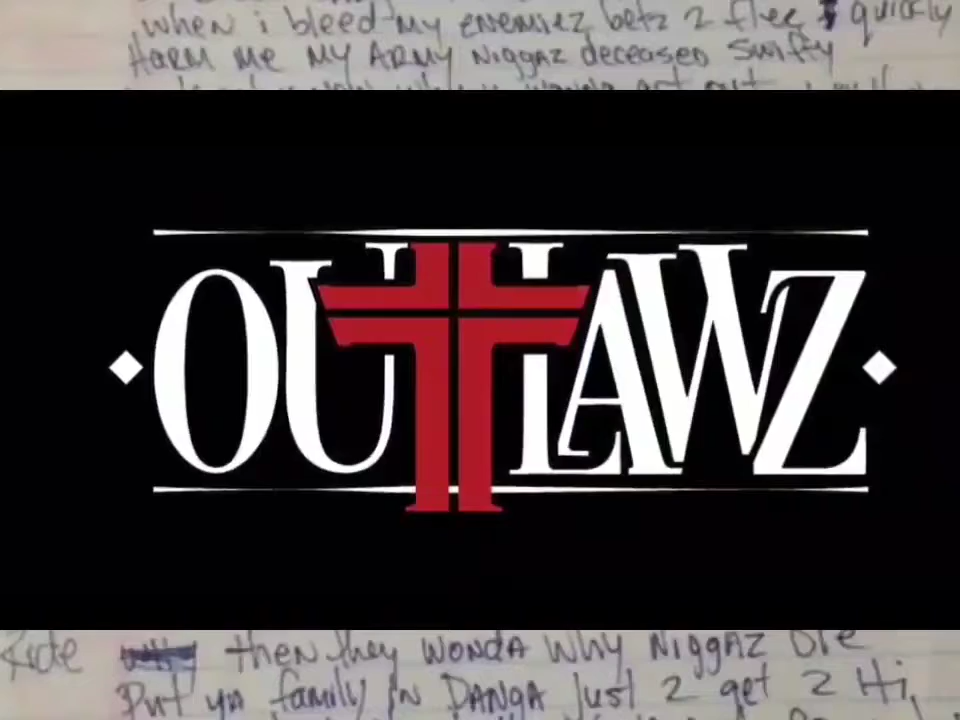 when i bleed my enemiez betz 2 flee quickly
Harm me my Army Niggaz deceased swifty
OUTLAWZ
Ride then they wonda why Niggaz Die
Put ya family in Danga Just 2 get 2 Hi,